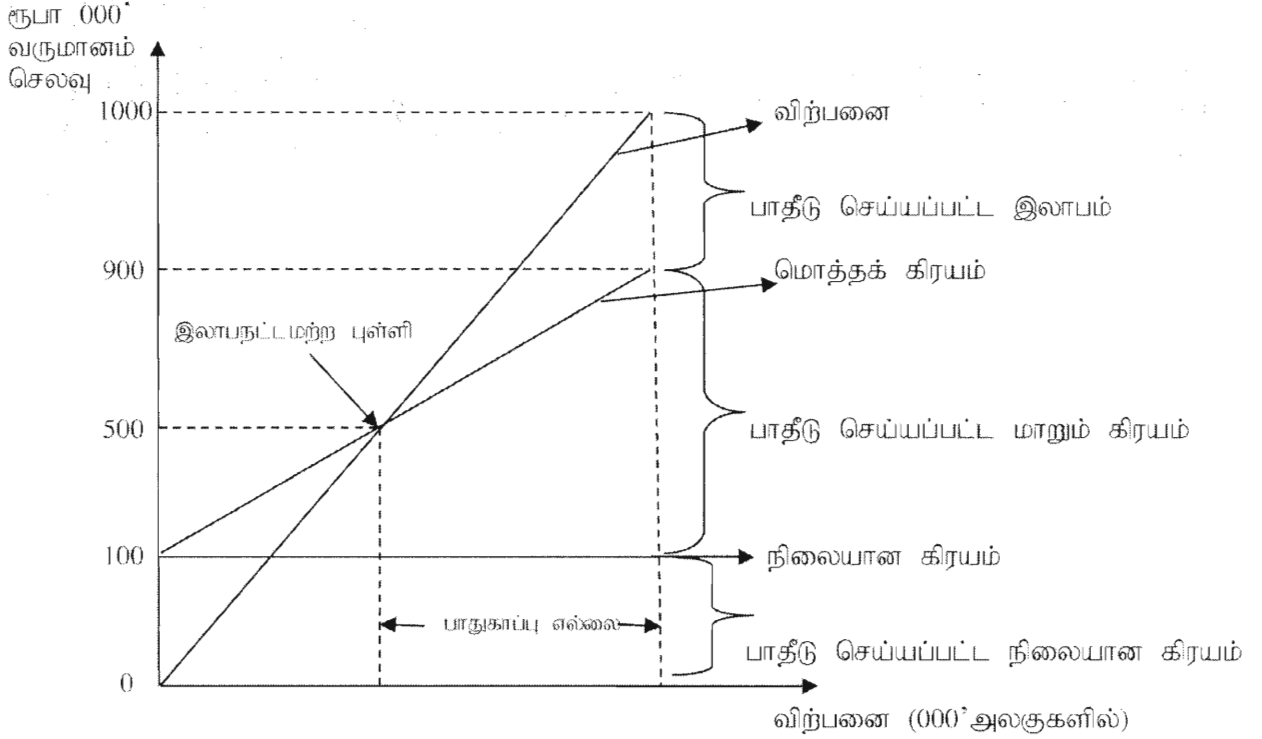 ரூபா 000'
வருமானம்
செலவு
1000
விற்பனை
பாதீடு செய்யப்பட்ட இலாபம்
900
மொத்தக் கிரயம்
இலாபநட்டமற்ற புள்ளி
500
பாதீடு செய்யப்பட்ட மாறும் கிரயம்
100
நிலையான கிரயம்
பாதுகாப்பு எல்லை
பாதீடு செய்யப்பட்ட நிலையான கிரயம்
0
விற்பனை (000'அலகுகளில்)